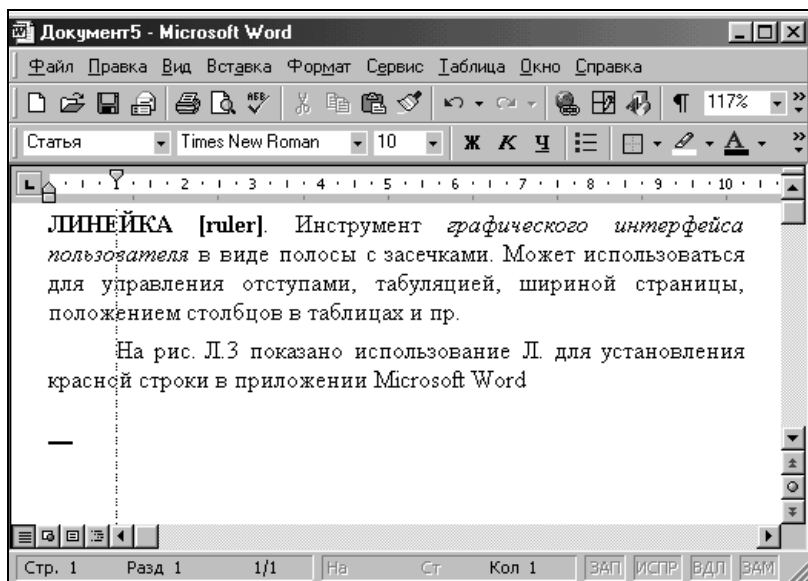 Документ5 - Microsoft Word
Файл Правка Вид Вставка Формат Сервис Таблица Окно Справка
АБВ ¶ 117%
Статья Times New Roman 10 Ж К Ч А
1 2 3 4 5 6 7 8 9 10
ЛИНЕЙКА [ruler]. Инструмент графического интерфейса
пользователя в виде полосы с засечками. Может использоваться
для управления отступами, табуляцией, шириной страницы,
положением столбцов в таблицах и пр.
На рис. Л.3 показано использование Л. для установления
красной строки в приложении Microsoft Word
Стр. 1 Разд 1 1/1 На Ст Кол 1 ЗАП ИСПР ВДЛ ЗАМ